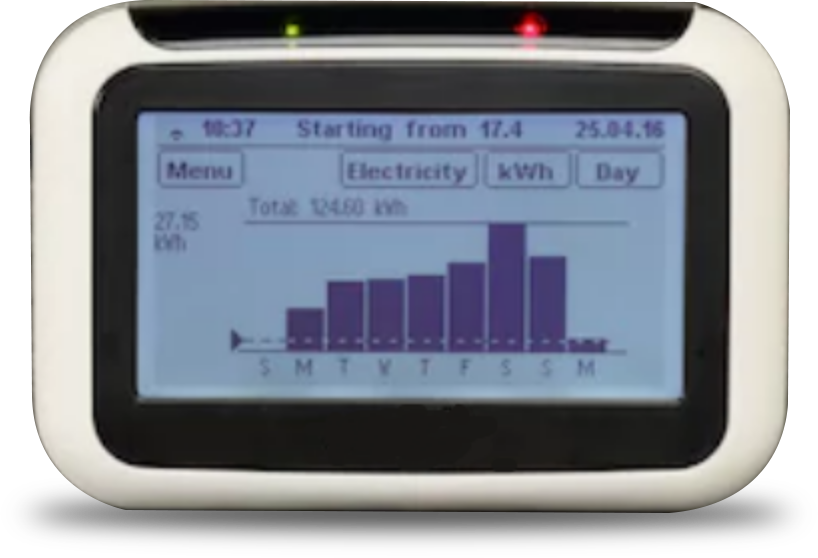 10:37 Starting from 17.4 25.04.16
Menu Electricity kWh Day
Total: 124.60 kWh
27.15
kWh
S M T W T F S S M